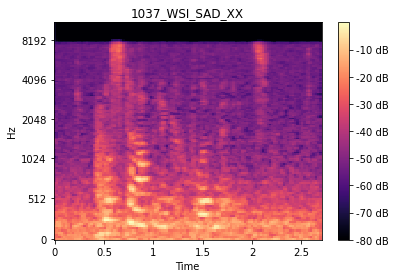 1037_WSI_SAD_XX
8192
4096
2048
1024
512
0
Hz
0
0.5
1
1.5
2
2.5
Time
-10 dB
-20 dB
-30 dB
-40 dB
-50 dB
-60 dB
-70 dB
-80 dB